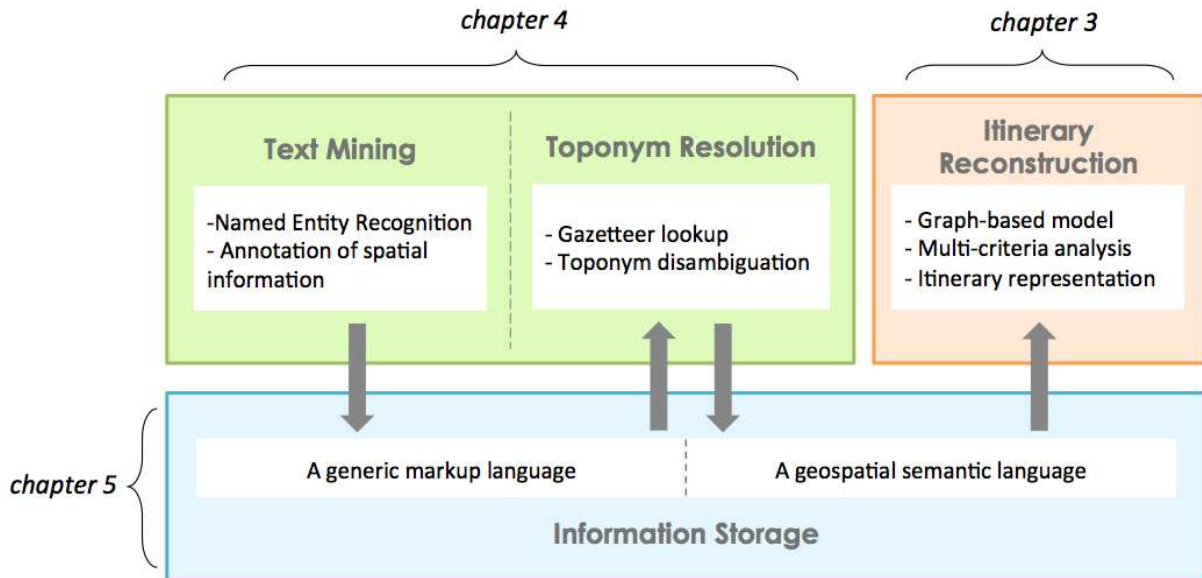 chapter 4
chapter 3
Text Mining
-Named Entity Recognition
- Annotation of spatial
information
Toponym Resolution
- Gazetteer lookup
- Toponym disambiguation
Itinerary
Reconstruction
- Graph-based model
- Multi-criteria analysis
- Itinerary representation
chapter 5
A generic markup language
A geospatial semantic language
Information Storage